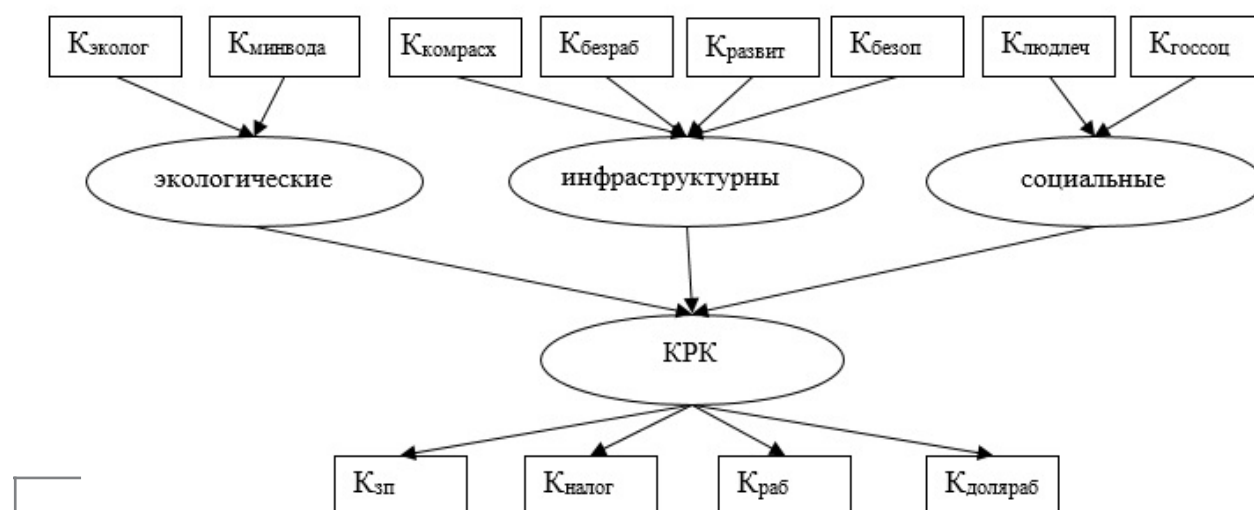 Кэколог Кминвода Ккомрасх Кбезраб Кразвит Кбезоп Клюдлеч Кгоссоц
экологические инфраструктурны социальные
КРК
Кзп Кналог Краб Кдоляраб